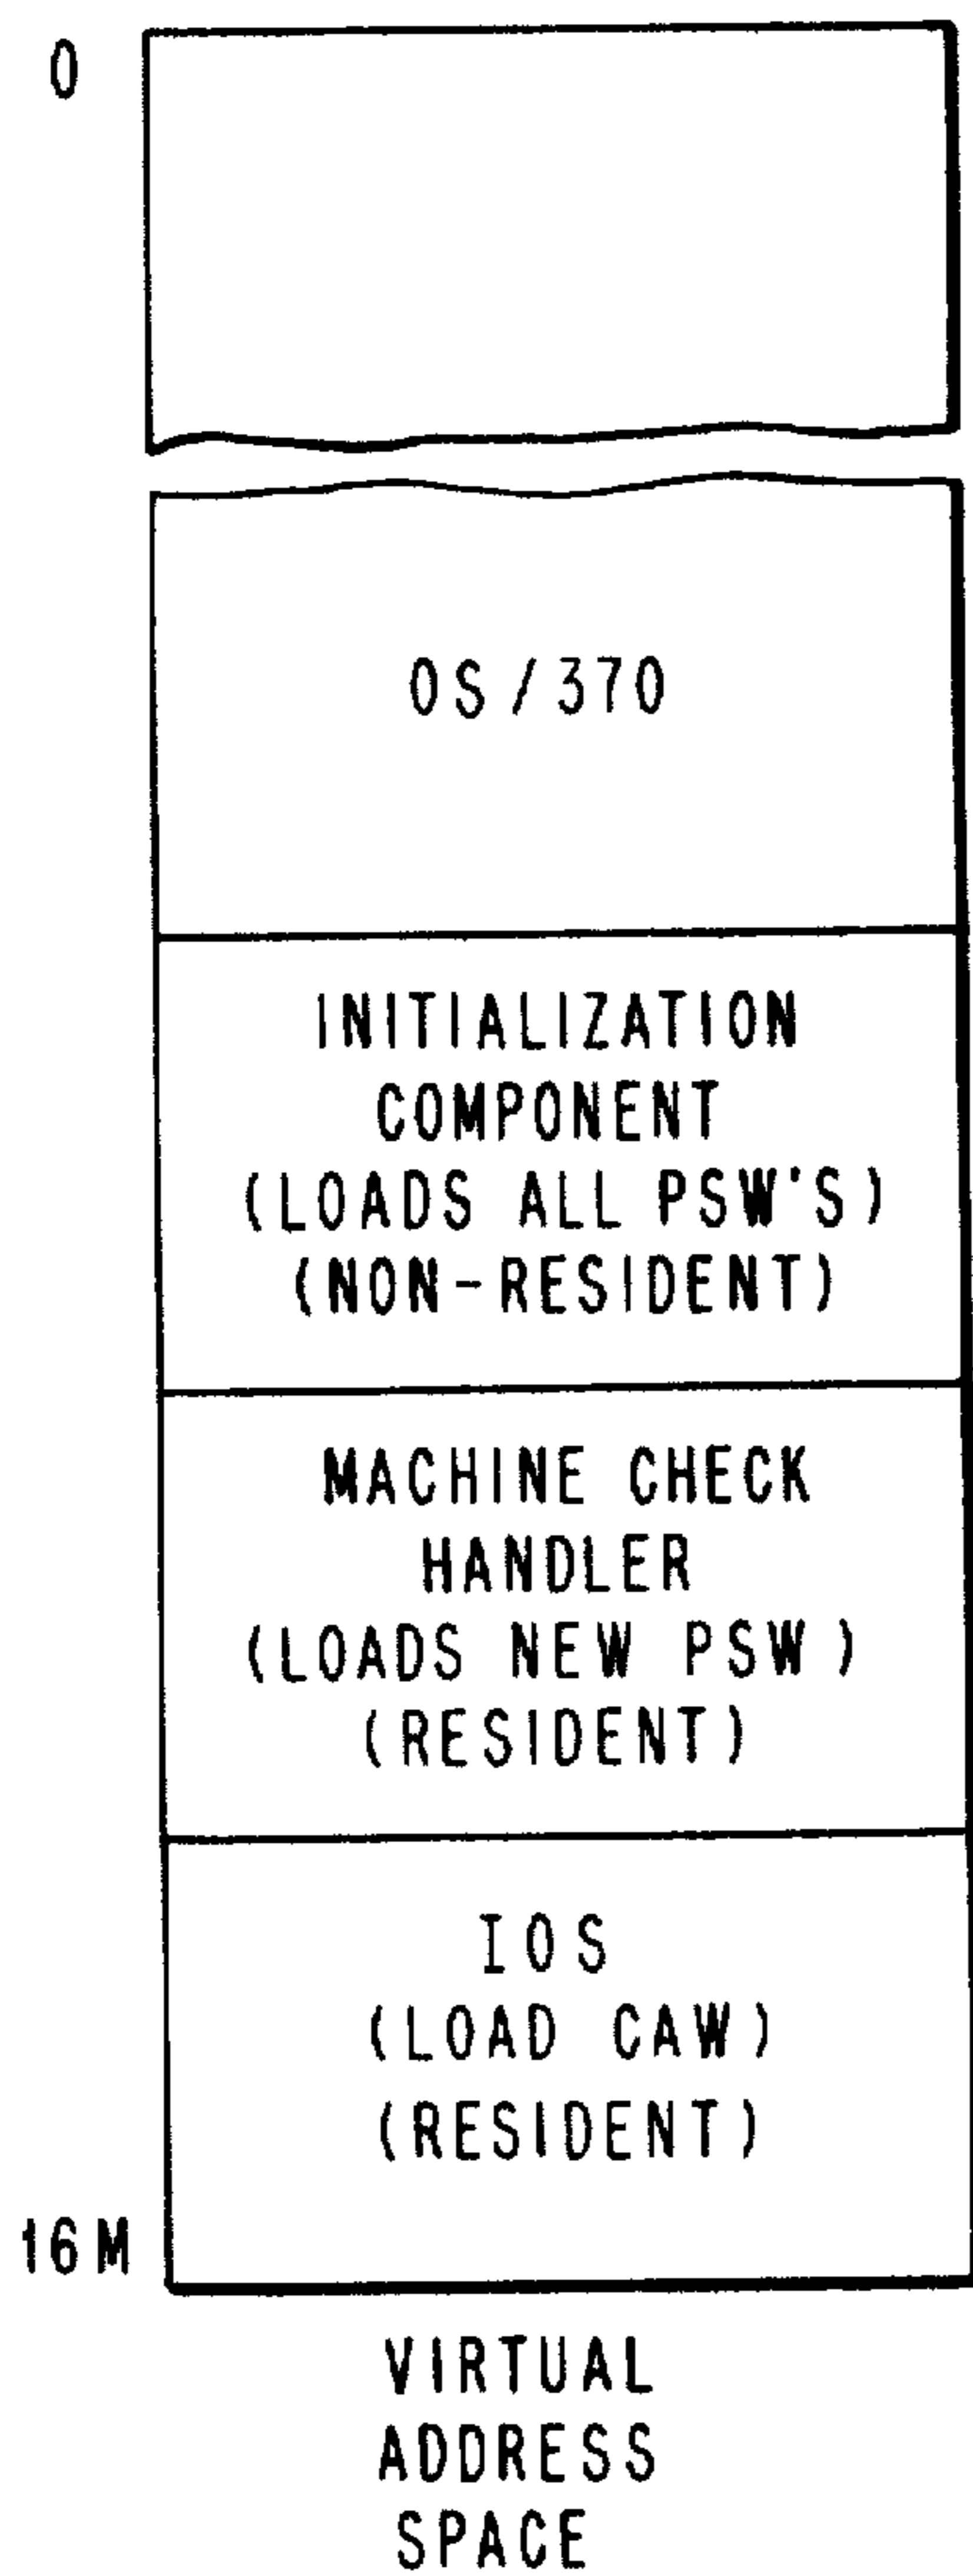 0
OS/370
INITIALIZATION
COMPONENT
(LOADS ALL PSW'S)
(NON-RESIDENT)
MACHINE CHECK
HANDLER
(LOADS NEW PSW)
(RESIDENT)
IOS
(LOAD CAW)
(RESIDENT)
16M
VIRTUAL
ADDRESS
SPACE